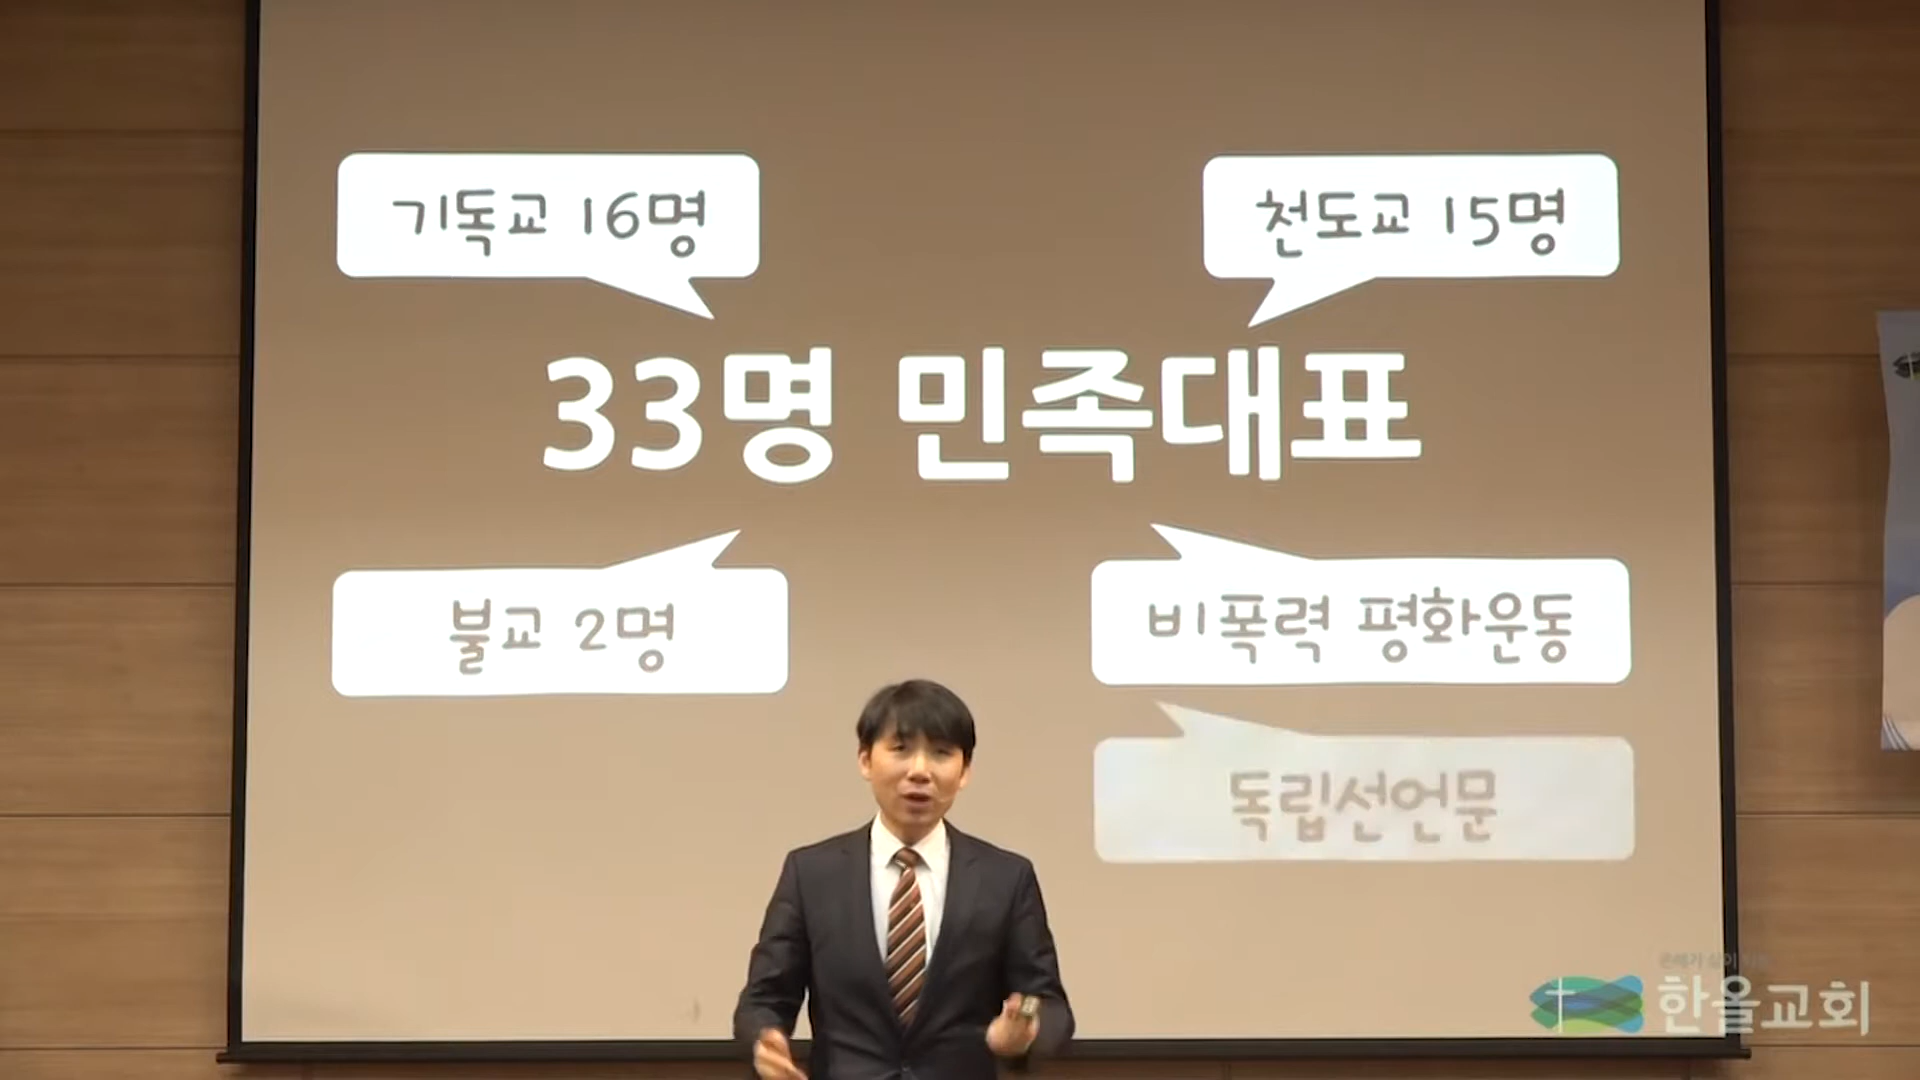 기독교 16명
천도교 15명
33명 민족대표
불교 2명
비폭력 평화운동
독립선언문
한울교회